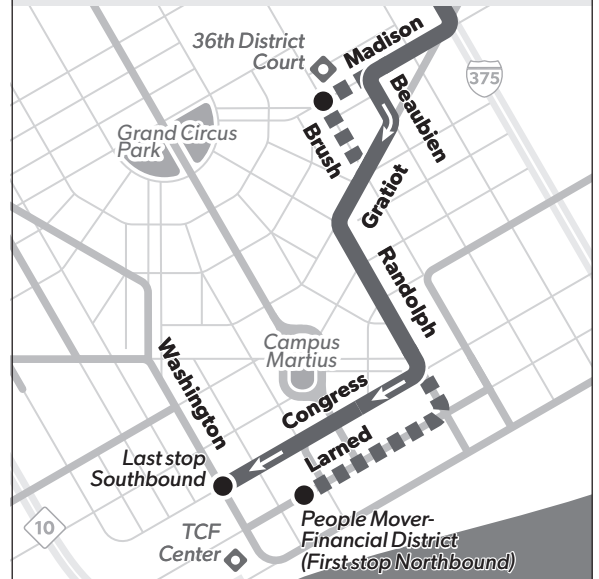 36th District
Court
Madison
375
Beaubien
Grand Circus
Park
Brush
Gratiot
Randolph
Campus
Martius
Washington
Congress
Larned
Last stop
Southbound
10
TCF
Center
People Mover-
Financial District
(First stop Northbound)